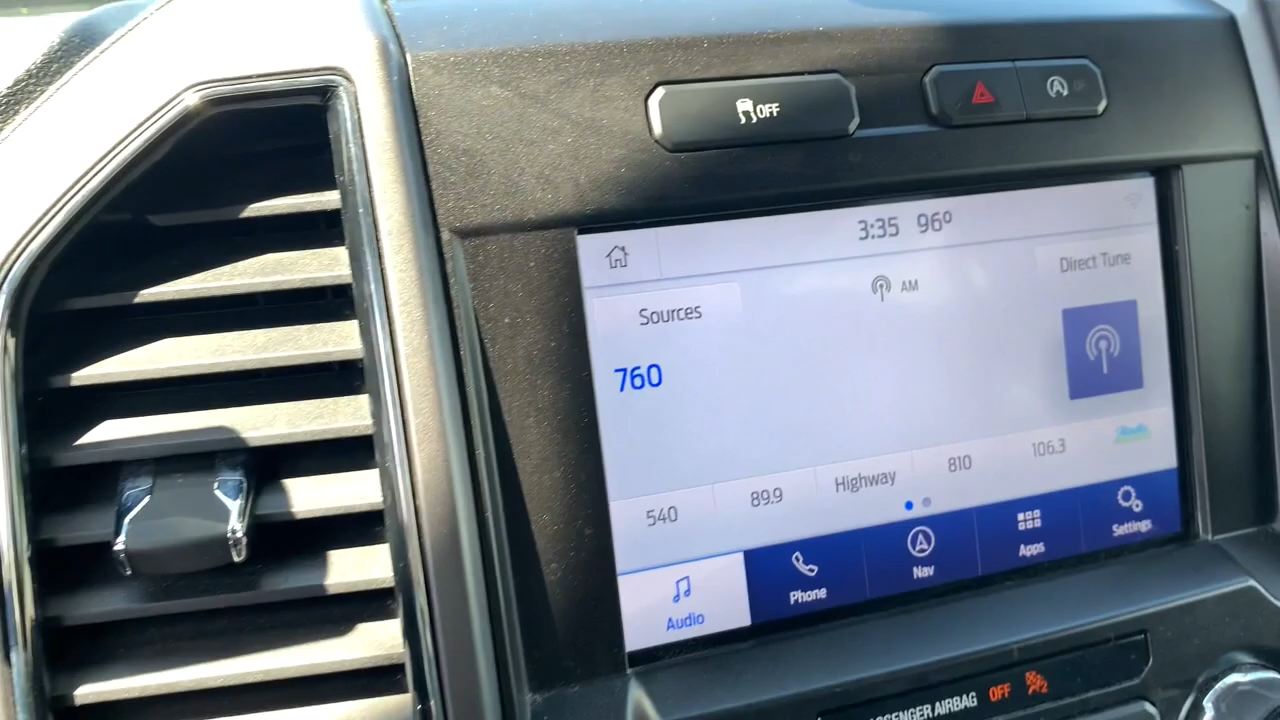 OFF
3:35 96º
AM
Direct Tune
Sources
760
540 89.9 Highway 810 106.3
Audio Phone Nav Apps Settings
AIRBAG OFF 2